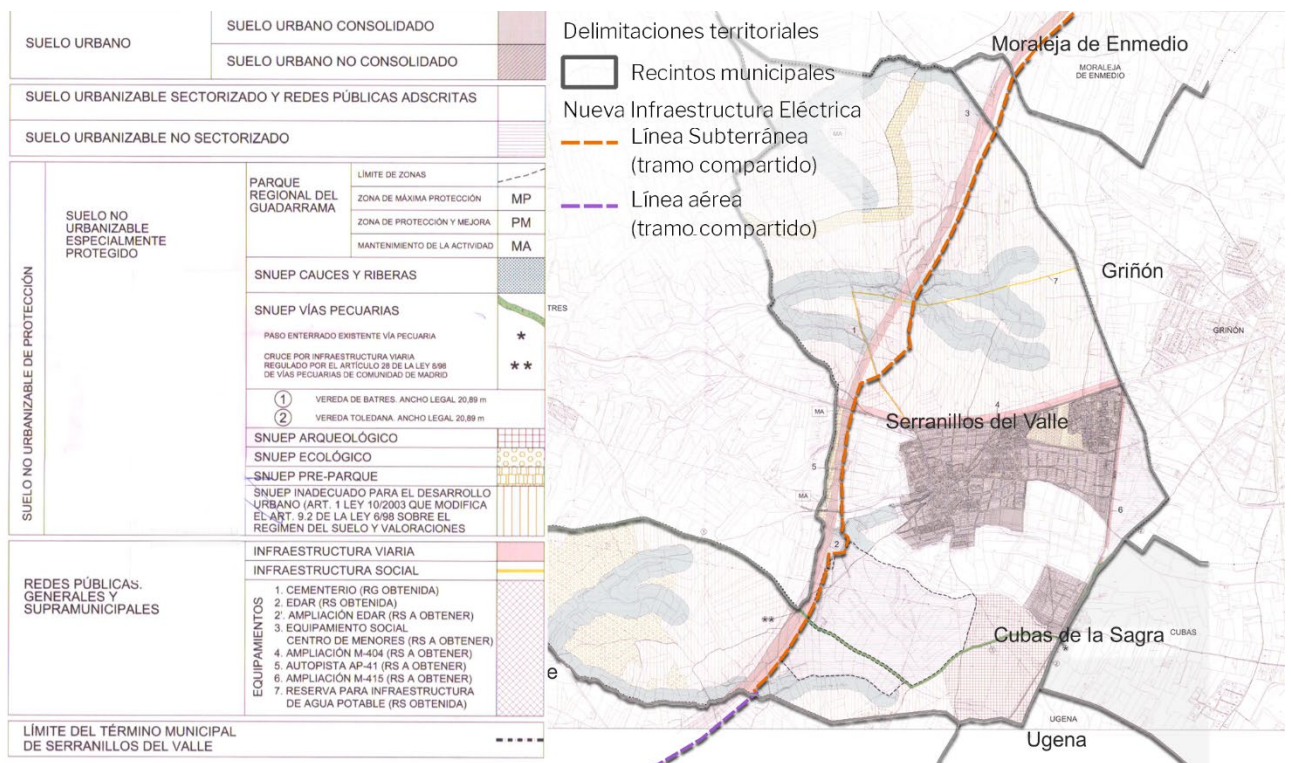 SUELO URBANO
SUELO URBANO CONSOLIDADO
SUELO URBANO NO CONSOLIDADO
SUELO URBANIZABLE SECTORIZADO Y REDES PÚBLICAS ADSCRITAS
SUELO URBANIZABLE NO SECTORIZADO
SUELO NO URBANIZABLE DE PROTECCIÓN
SUELO NO
URBANIZABLE
ESPECIALMENTE
PROTEGIDO
PARQUE
REGIONAL DEL
GUADARRAMA
LÍMITE DE ZONAS
ZONA DE MÁXIMA PROTECCIÓN MP
ZONA DE PROTECCIÓN Y MEJORA PM
MANTENIMIENTO DE LA ACTIVIDAD MA
SNUEP CAUCES Y RIBERAS
SNUEP VÍAS PECUARIAS
PASO ENTERRADO EXISTENTE VÍA PECUARIA *
CRUCE POR INFRAESTRUCTURA VIARIA
REGULADO POR EL ARTÍCULO 28 DE LA LEY 8/98
DE VÍAS PECUARIAS DE COMUNIDAD DE MADRID
**
1 VEREDA DE BATRES. ANCHO LEGAL 20,89 m
2 VEREDA TOLEDANA. ANCHO LEGAL 20,89 m
SNUEP ARQUEOLÓGICO
SNUEP ECOLÓGICO
SNUEP PRE-PARQUE
SNUEP INADECUADO PARA EL DESARROLLO
URBANO (ART. 1 LEY 10/2003 QUE MODIFICA
EL ART. 9.2 DE LA LEY 6/98 SOBRE EL
REGIMEN DEL SUELO Y VALORACIONES
REDES PÚBLICAS.
GENERALES Y
SUPRAMUNICIPALES
INFRAESTRUCTURA VIARIA
INFRAESTRUCTURA SOCIAL
EQUIPAMIENTOS
1. CEMENTERIO (RG OBTENIDA)
2. EDAR (RS OBTENIDA)
2'. AMPLIACIÓN EDAR (RS A OBTENER)
3. EQUIPAMIENTO SOCIAL
CENTRO DE MENORES (RS A OBTENER)
4. AMPLIACIÓN M-404 (RS A OBTENER)
5. AUTOPISTA AP-41 (RS A OBTENER)
6. AMPLIACIÓN M-415 (RS A OBTENER)
7. RESERVA PARA INFRAESTRUCTURA
DE AGUA POTABLE (RS OBTENIDA)
LÍMITE DEL TÉRMINO MUNICIPAL
DE SERRANILLOS DEL VALLE
Delimitaciones territoriales
Recintos municipales
Nueva Infraestructura Eléctrica
Línea Subterránea
(tramo compartido)
Línea aérea
(tramo compartido)
Moraleja de Enmedio
MORALEJA
DE ENMEDIO
3
Griñón
7
TRES
1
GRIÑÓN
MA
4
Serranillos del Valle
5
MA
6
2
**
Cubas de la Sagra
CUBAS
*
e
UGENA
Ugena